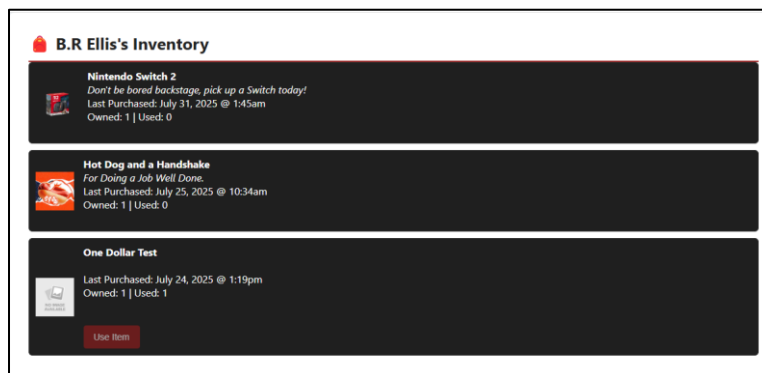 B.R Ellis's Inventory
Nintendo Switch 2
Don't be bored backstage, pick up a Switch today!
Last Purchased: July 31, 2025 @ 1:45am
Owned: 1 | Used: 0
Hot Dog and a Handshake
For Doing a Job Well Done.
Last Purchased: July 25, 2025 @ 10:34am
Owned: 1 | Used: 0
One Dollar Test
Last Purchased: July 24, 2025 @ 1:19pm
Owned: 1 | Used: 1
NO IMAGE
AVAILABLE
Use Item